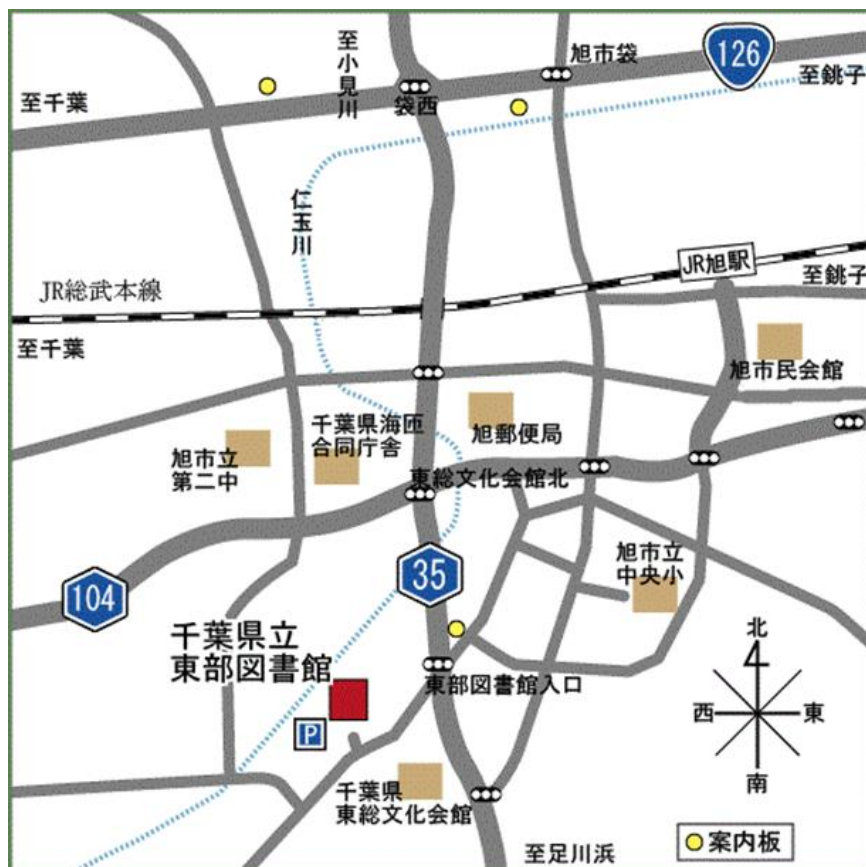 至小見川
旭市袋
126
至千葉
袋西
至銚子
仁玉川
JR旭駅
至銚子
JR総武本線
至千葉
旭市民会館
千葉県海匝
合同庁舎
旭郵便局
旭市立
第二中
東総文化会館北
旭市立
中央小
35
104
千葉県立
東部図書館
北
東部図書館入口
西
東
P
南
千葉県
東総文化会館
至足川浜
案内板